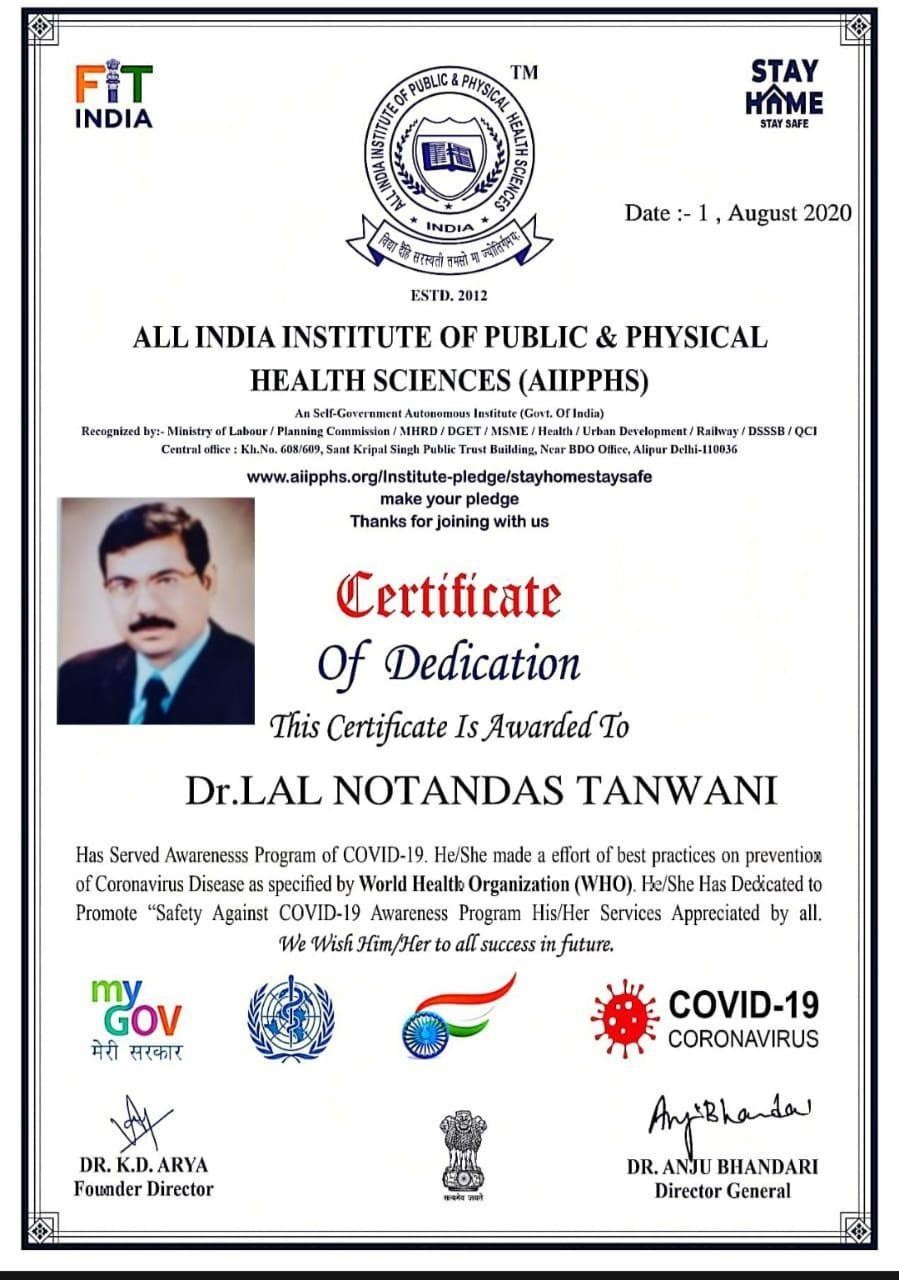 FiT
INDIA
ALL INDIA INSTITUTE OF PUBLIC & PHYSICAL HEALTH SCIENCES
INDIA
विद्या देहि सरस्वती तमसो मा ज्योतिर्गमयः
TM
STAY
HOME
STAY SAFE
Date :- 1 , August 2020
ESTD. 2012
ALL INDIA INSTITUTE OF PUBLIC & PHYSICAL
HEALTH SCIENCES (AIIPPHS)
An Self-Government Autonomous Institute (Govt. Of India)
Recognized by:- Ministry of Labour / Planning Commission / MHRD / DGET / MSME / Health / Urban Development / Railway / DSSSB / QCI
Central office : Kh.No. 608/609, Sant Kripal Singh Public Trust Building, Near BDO Office, Alipur Delhi-110036
www.aiipphs.org/Institute-pledge/stayhomestaysafe
make your pledge
Thanks for joining with us
Certificate
Of Dedication
This Certificate Is Awarded To
Dr.LAL NOTANDAS TANWANI
Has Served Awarenesss Program of COVID-19. He/She made a effort of best practices on prevention
of Coronavirus Disease as specified by World Health Organization (WHO). He/She Has Dedicated to
Promote “Safety Against COVID-19 Awareness Program His/Her Services Appreciated by all.
We Wish Him/Her to all success in future.
my
GOV
मेरी सरकार
COVID-19
CORONAVIRUS
AnjuBhandari
DR. K.D. ARYA
Founder Director
सत्यमेव जयते
DR. ANJU BHANDARI
Director General